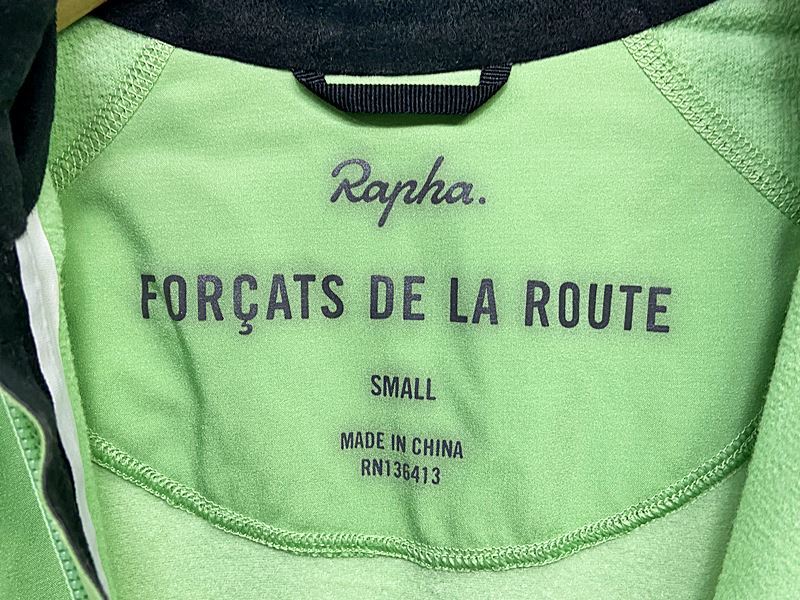 Rapha.
FORÇATS DE LA ROUTE
SMALL
MADE IN CHINA
RN136413